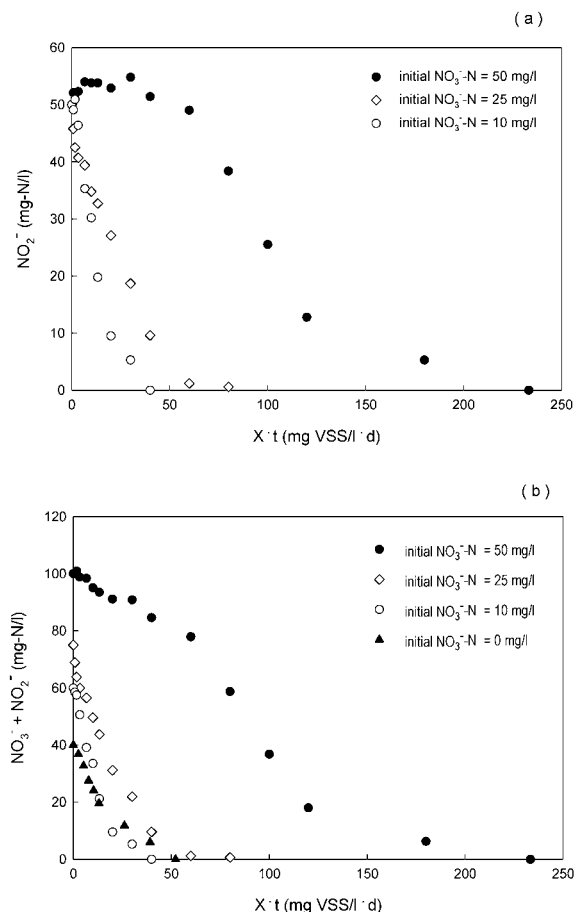 ( a )
60
50
40
30
20
10
0
NO₂⁻ (mg-N/l)
initial NO₃⁻-N = 50 mg/l
initial NO₃⁻-N = 25 mg/l
initial NO₃⁻-N = 10 mg/l
0 50 100 150 200 250
X·t (mg VSS/l·d)
( b )
120
100
80
60
40
20
0
NO₃⁻ + NO₂⁻ (mg-N/l)
initial NO₃⁻-N = 50 mg/l
initial NO₃⁻-N = 25 mg/l
initial NO₃⁻-N = 10 mg/l
initial NO₃⁻-N = 0 mg/l
0 50 100 150 200 250
X·t (mg VSS/l·d)